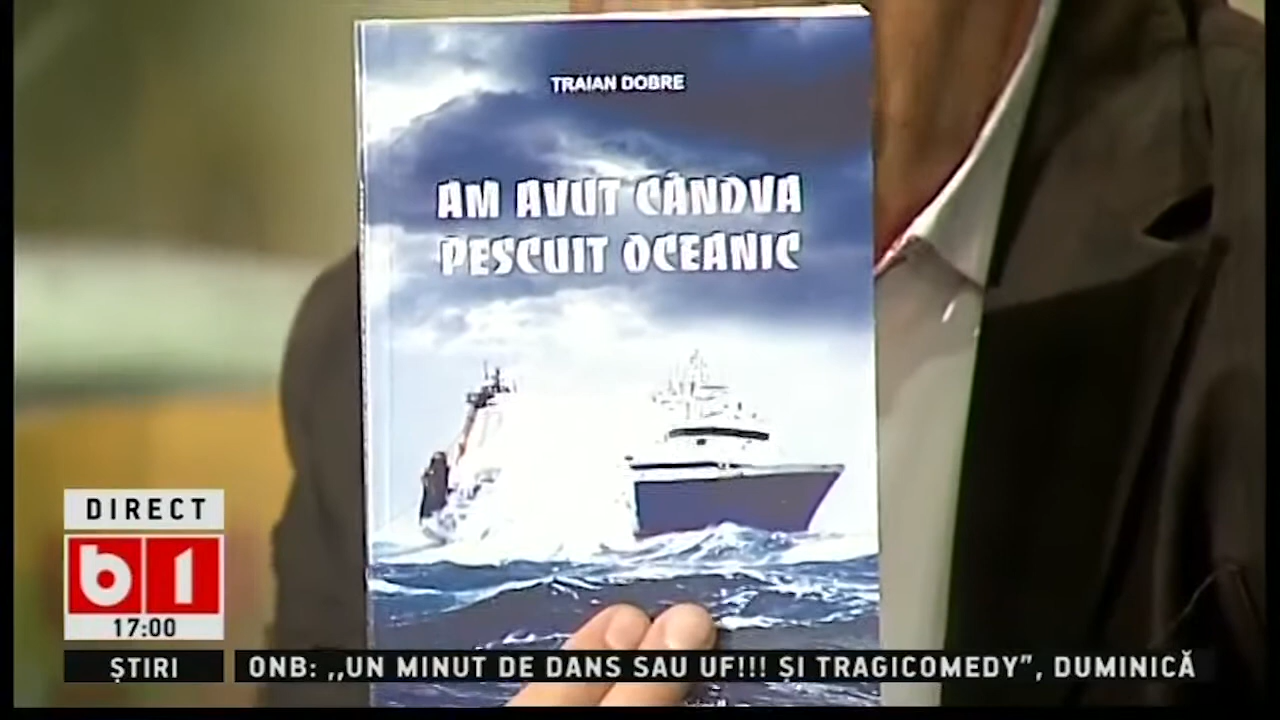 TRAIAN DOBRE
AM AVUT CÂNDVA
PESCUIT OCEANIC
DIRECT
b1
17:00
ȘTIRI
ONB: ,,UN MINUT DE DANS SAU UF!!! ȘI TRAGICOMEDY", DUMINICĂ